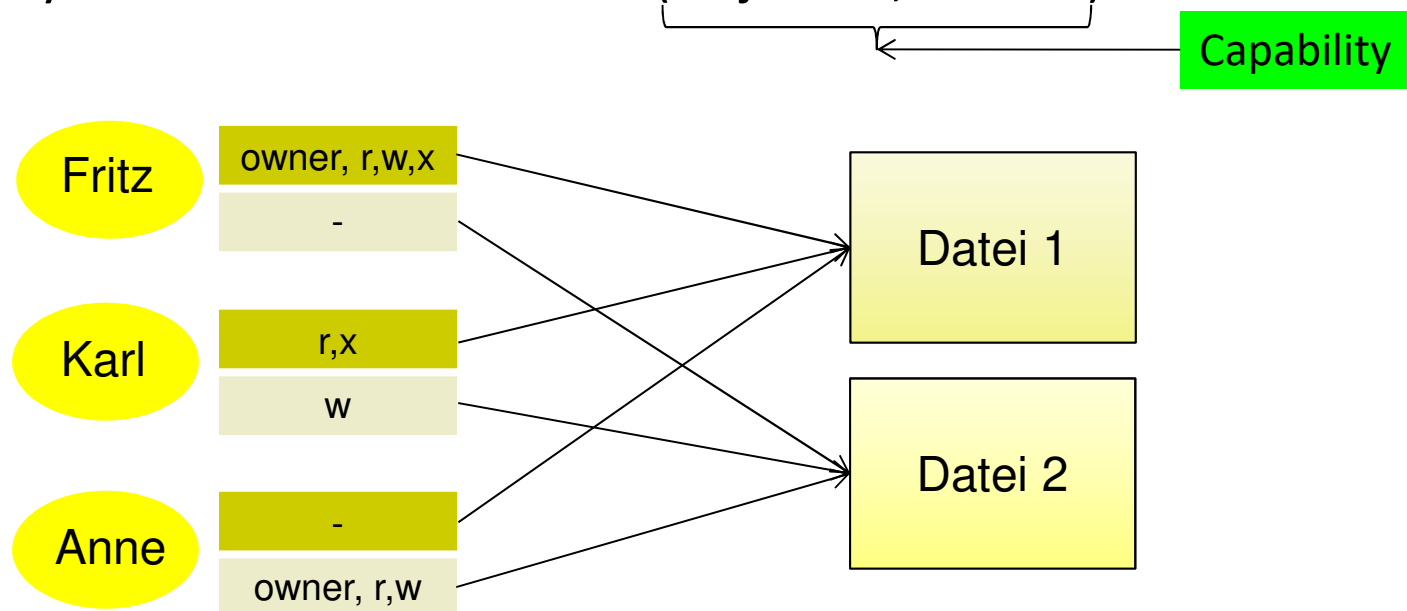 Capability
Fritz
owner, r,w,x
-
Datei 1
Karl
r,x
w
Datei 2
Anne
-
owner, r,w